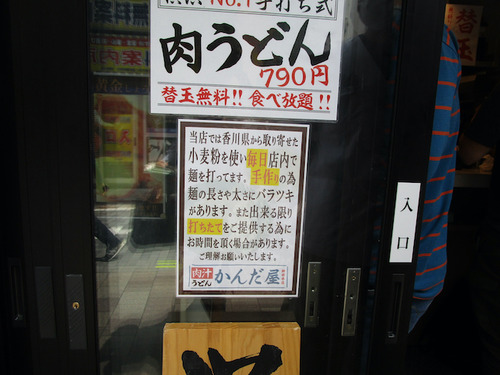 No.1手打ち式
肉うどん
790円
替玉無料!! 食べ放題!!
替玉
当店では香川県から取り寄せた
小麦粉を使い毎日店内で
麺を打ってます。手作りの為
麺の長さや太さにバラツキ
があります。また出来る限り
打ちたてをご提供する為に
お時間を頂く場合があります。
ご理解お願いいたします。
肉汁
うどん
かんだ屋
入口